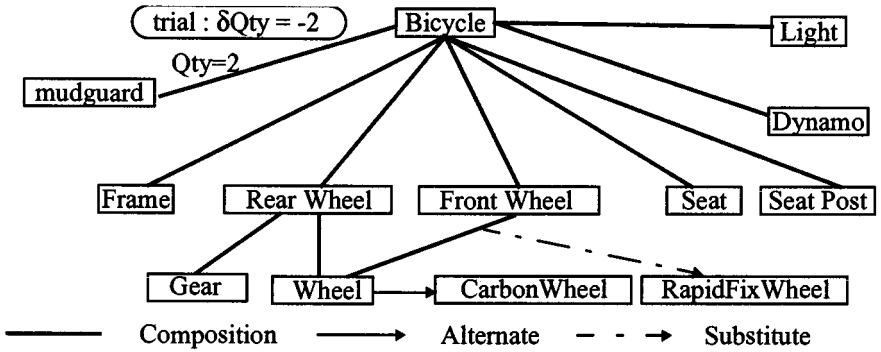 trial : δQty = -2
Bicycle
Light
Qty=2
mudguard
Dynamo
Frame
Rear Wheel
Front Wheel
Seat
Seat Post
Gear
Wheel
CarbonWheel
RapidFixWheel
Composition
Alternate
Substitute